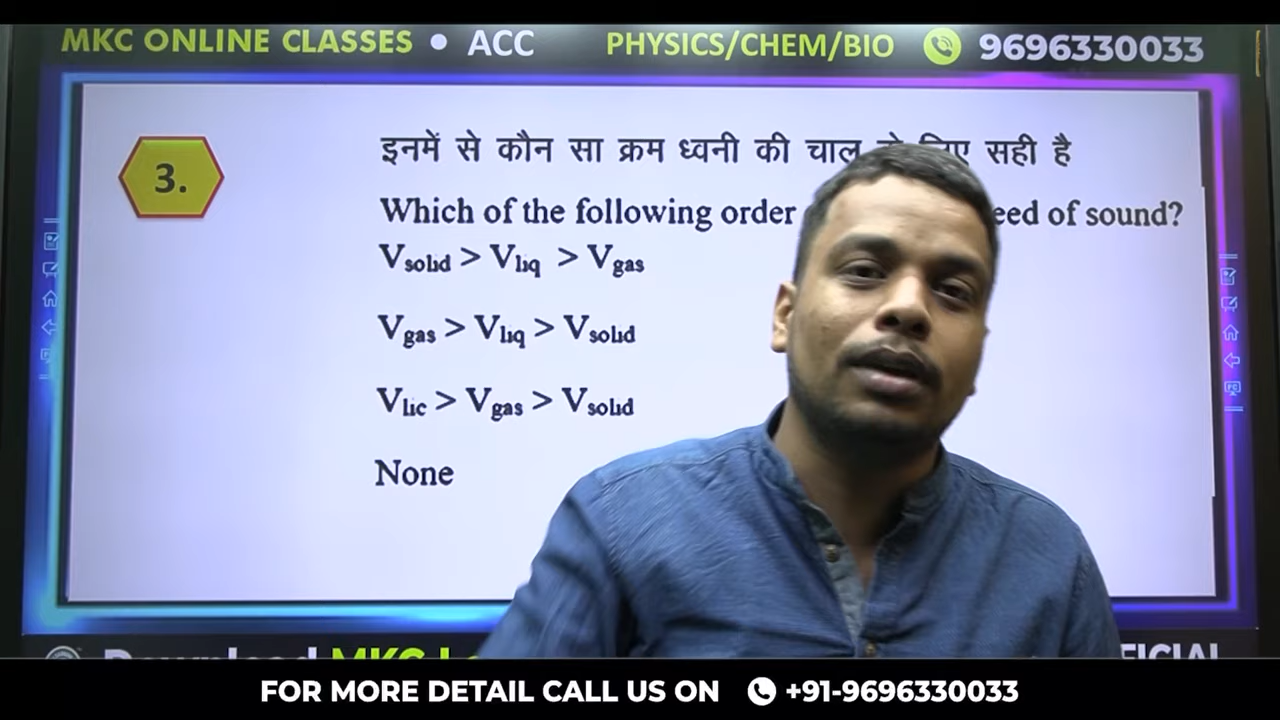 MKC ONLINE CLASSES • ACC PHYSICS/CHEM/BIO 9696330033
3.
इनमें से कौन सा क्रम ध्वनी की चाल लिए सही है
Which of the following order of sound?
Vsolid > Vliq > Vgas
Vgas > Vliq > Vsolid
Vlic > Vgas > Vsolid
None
Download MKC
FOR MORE DETAIL CALL US ON +91-9696330033